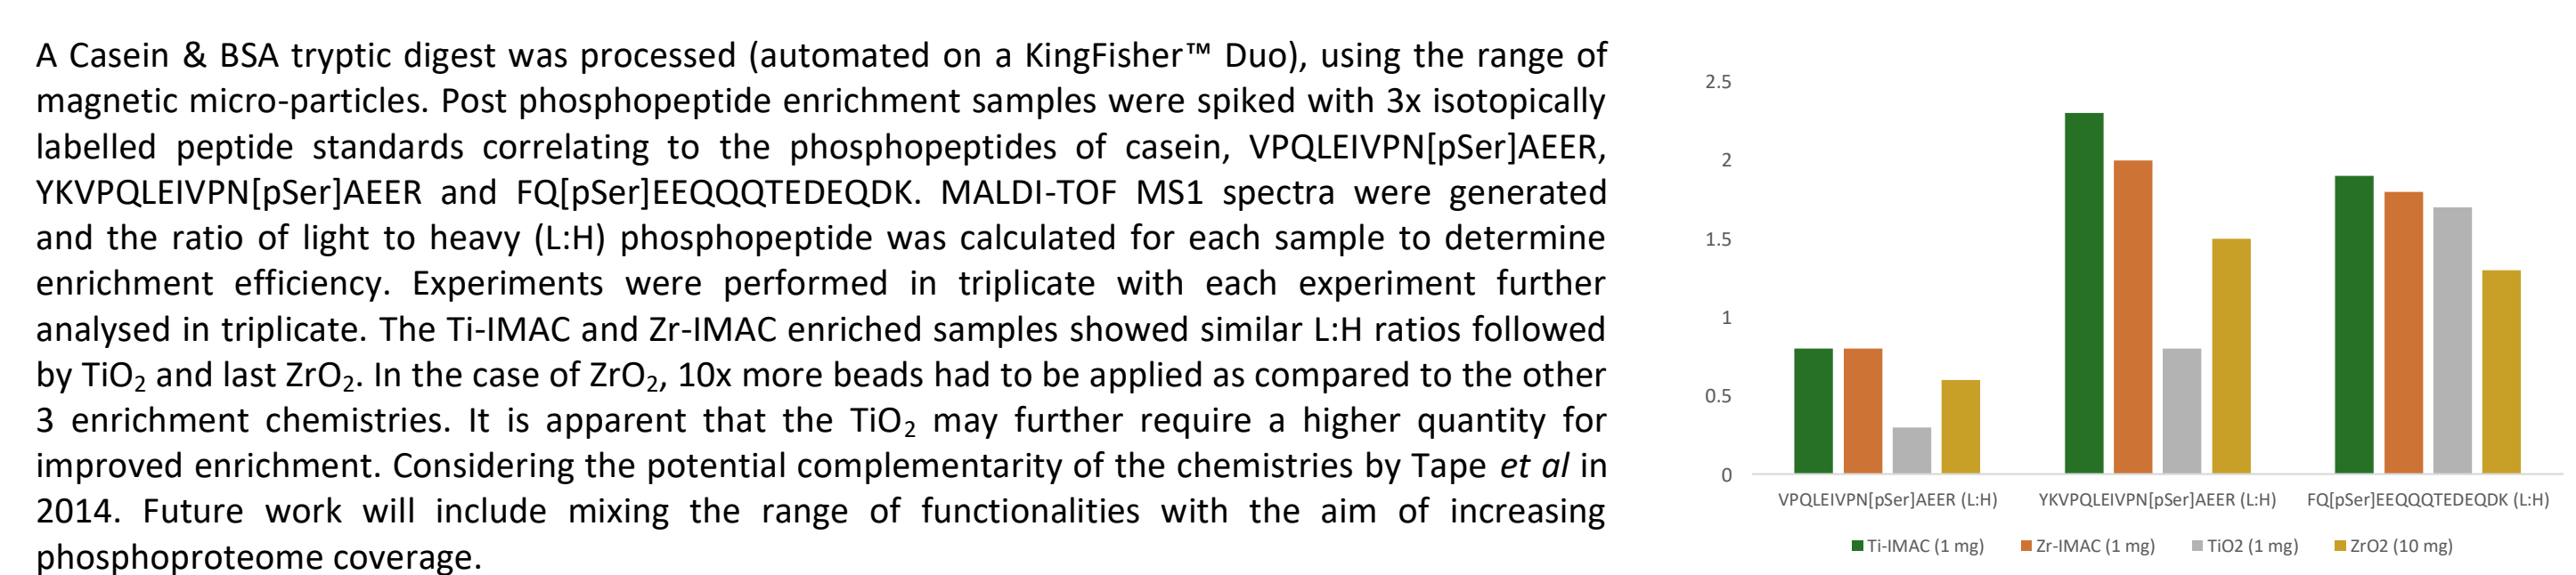 A Casein & BSA tryptic digest was processed (automated on a KingFisher™ Duo), using the range of
magnetic micro-particles. Post phosphopeptide enrichment samples were spiked with 3x isotopically
labelled peptide standards correlating to the phosphopeptides of casein, VPQLEIVPN[pSer]AEER,
YKVPQLEIVPN[pSer]AEER and FQ[pSer]EEQQQTEDEQDK. MALDI-TOF MS1 spectra were generated
and the ratio of light to heavy (L:H) phosphopeptide was calculated for each sample to determine
enrichment efficiency. Experiments were performed in triplicate with each experiment further
analysed in triplicate. The Ti-IMAC and Zr-IMAC enriched samples showed similar L:H ratios followed
by TiO₂ and last ZrO₂. In the case of ZrO₂, 10x more beads had to be applied as compared to the other
3 enrichment chemistries. It is apparent that the TiO₂ may further require a higher quantity for
improved enrichment. Considering the potential complementarity of the chemistries by Tape et al in
2014. Future work will include mixing the range of functionalities with the aim of increasing
phosphoproteome coverage.
2.5
2
1.5
1
0.5
0
VPQLEIVPN[pSer]AEER (L:H) YKVPQLEIVPN[pSer]AEER (L:H) FQ[pSer]EEQQQTEDEQDK (L:H)
Ti-IMAC (1 mg) Zr-IMAC (1 mg) TiO2 (1 mg) ZrO2 (10 mg)